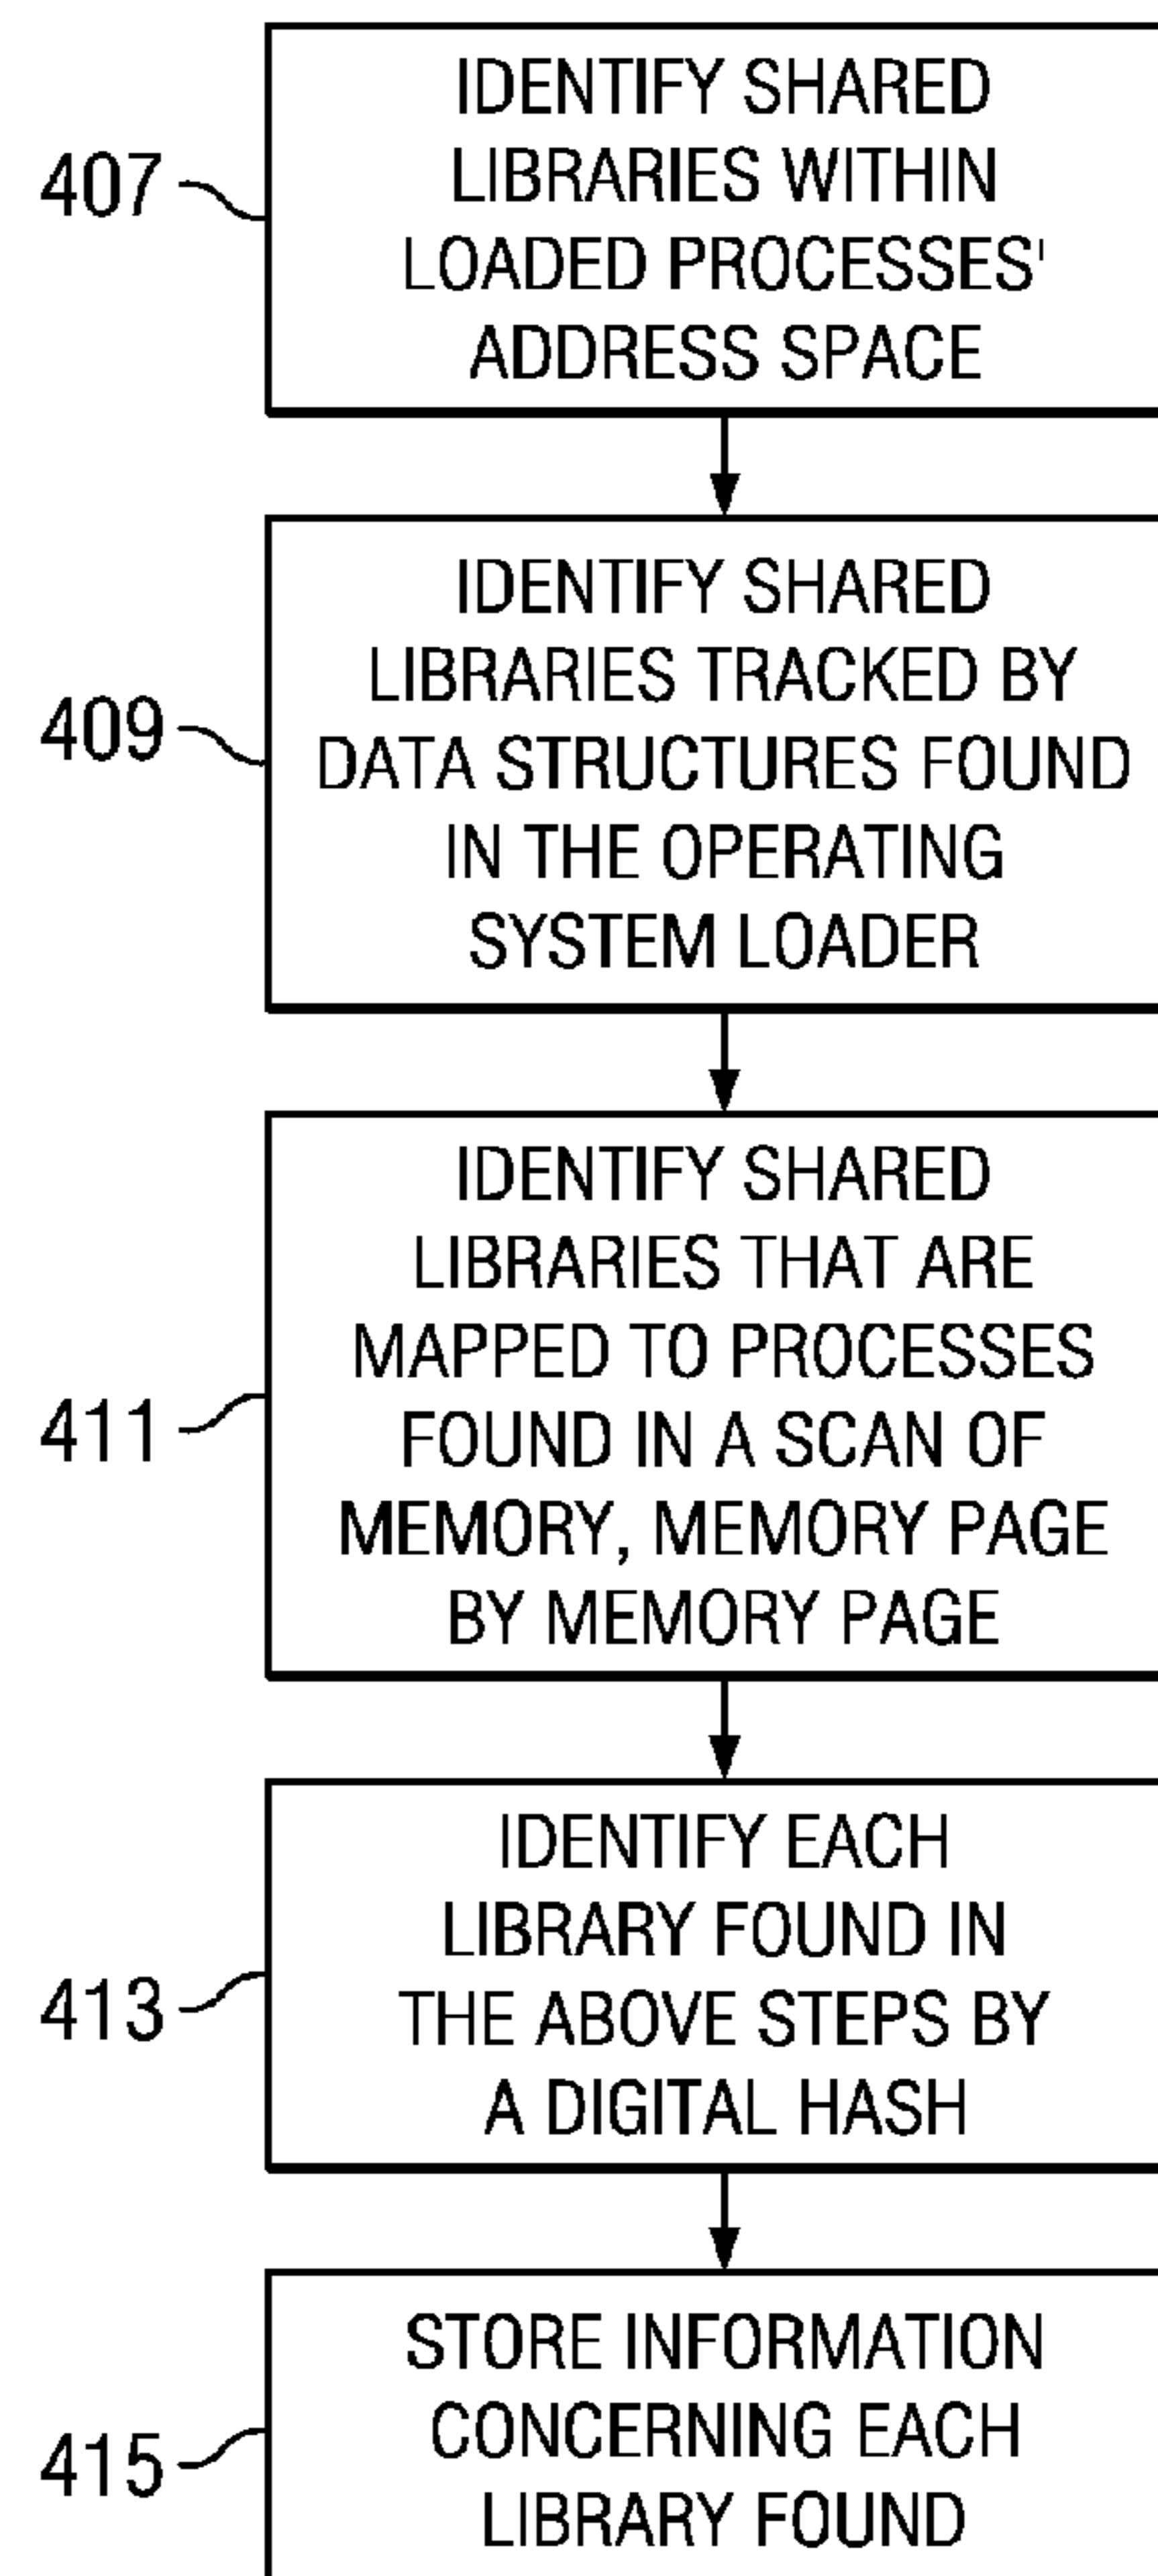 IDENTIFY SHARED
LIBRARIES WITHIN
407
LOADED PROCESSES'
ADDRESS SPACE
IDENTIFY SHARED
LIBRARIES TRACKED BY
409
DATA STRUCTURES FOUND
IN THE OPERATING
SYSTEM LOADER
IDENTIFY SHARED
LIBRARIES THAT ARE
MAPPED TO PROCESSES
411
FOUND IN A SCAN OF
MEMORY, MEMORY PAGE
BY MEMORY PAGE
IDENTIFY EACH
LIBRARY FOUND IN
413
THE ABOVE STEPS BY
A DIGITAL HASH
STORE INFORMATION
CONCERNING EACH
415
LIBRARY FOUND